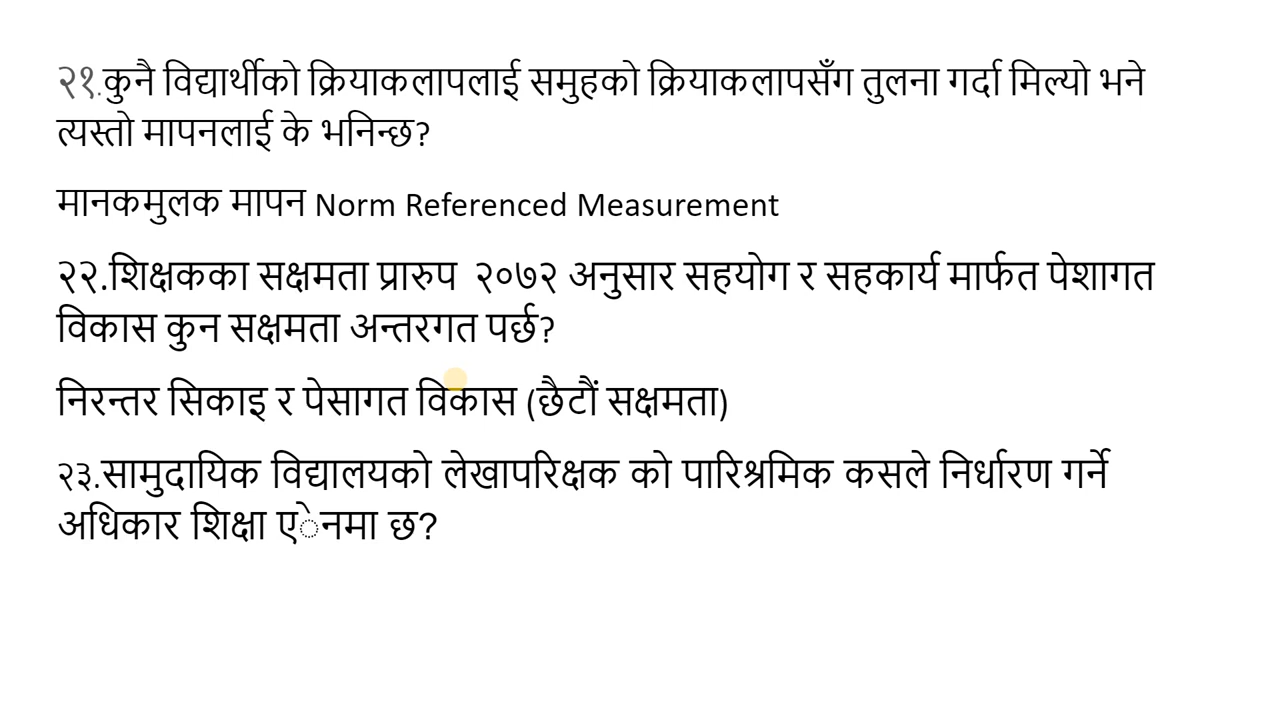 २१.कुनै विद्यार्थीको क्रियाकलापलाई समुहको क्रियाकलापसँग तुलना गर्दा मिल्यो भने
त्यस्तो मापनलाई के भनिन्छ?
मानकमुलक मापन Norm Referenced Measurement
२२.शिक्षकका सक्षमता प्रारुप २०७२ अनुसार सहयोग र सहकार्य मार्फत पेशागत
विकास कुन सक्षमता अन्तरगत पर्छ?
निरन्तर सिकाइ र पेसागत विकास (छैटौं सक्षमता)
२३.सामुदायिक विद्यालयको लेखापरिक्षक को पारिश्रमिक कसले निर्धारण गर्ने
अधिकार शिक्षा एेनमा छ?